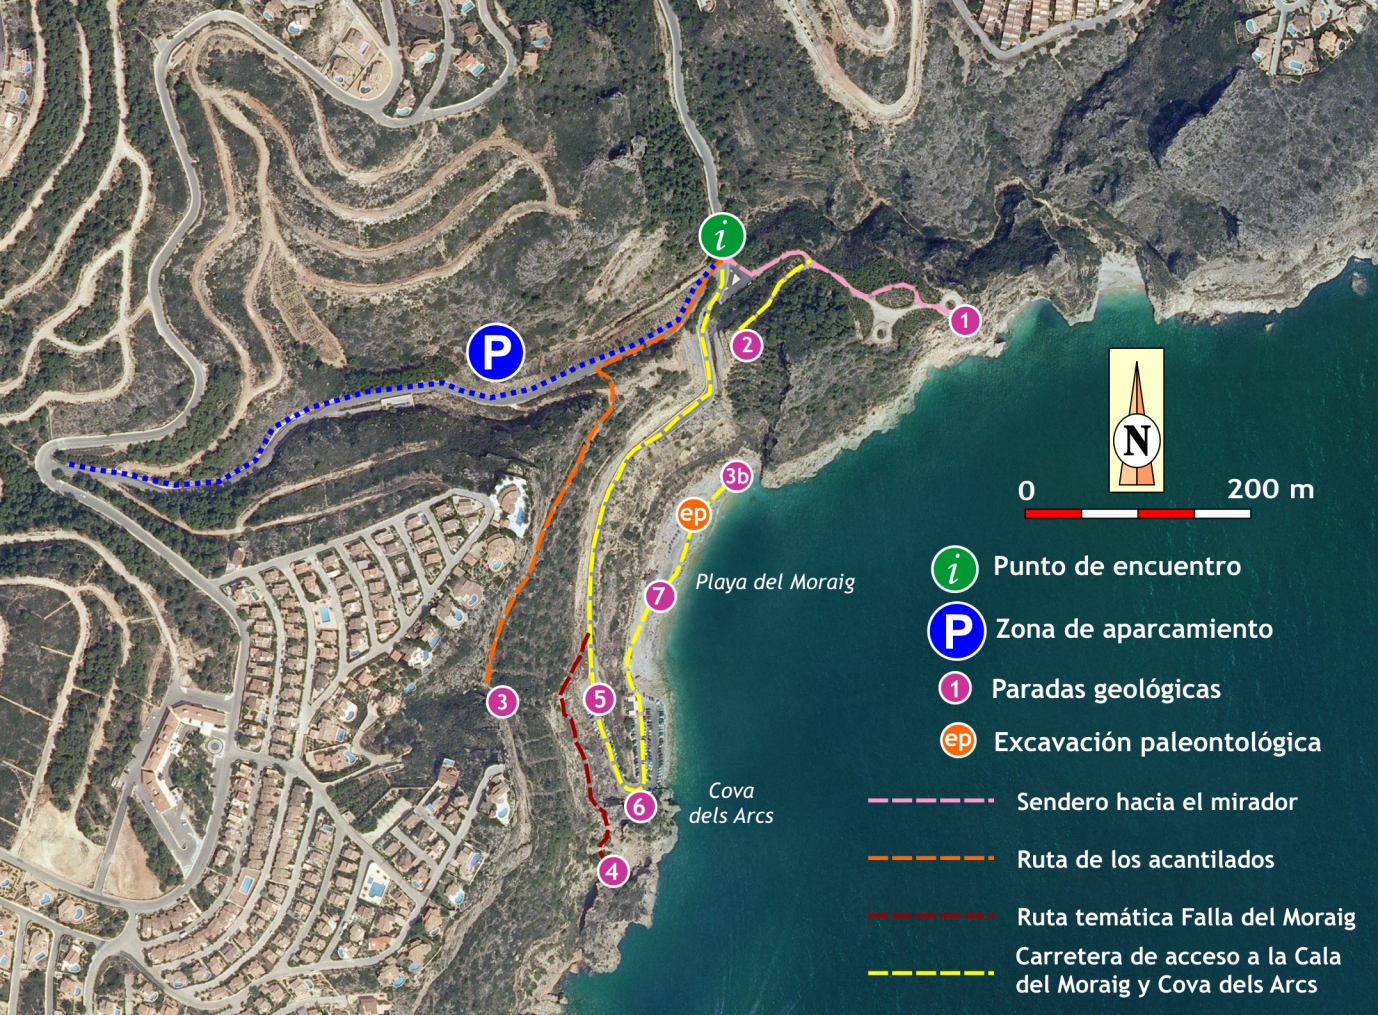 i
P
1
2
3b
ep
7
3
5
6
4
Playa del Moraig
Cova
dels Arcs
N
0
200 m
i Punto de encuentro
P Zona de aparcamiento
1 Paradas geológicas
ep Excavación paleontológica
Sendero hacia el mirador
Ruta de los acantilados
Ruta temática Falla del Moraig
Carretera de acceso a la Cala
del Moraig y Cova dels Arcs